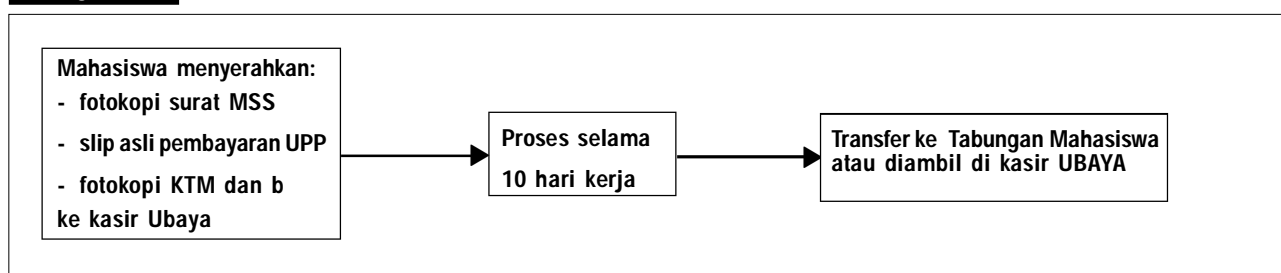 Mahasiswa menyerahkan:
- fotokopi surat MSS
- slip asli pembayaran UPP
- fotokopi KTM dan b
ke kasir Ubaya
Proses selama
10 hari kerja
Transfer ke Tabungan Mahasiswa
atau diambil di kasir UBAYA